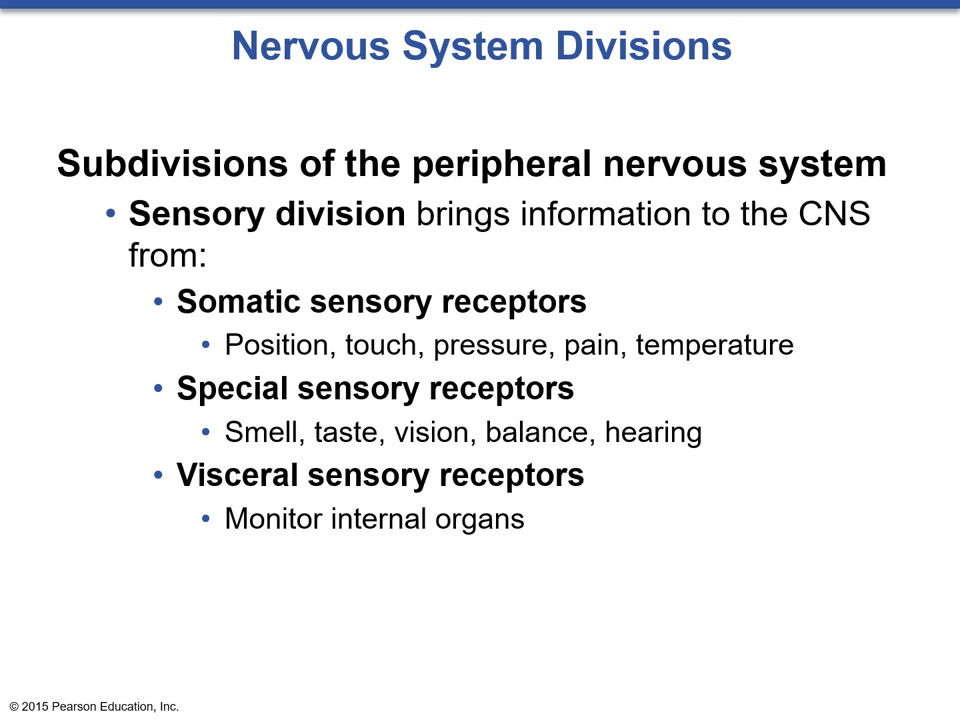 Nervous System Divisions
Subdivisions of the peripheral nervous system
• Sensory division brings information to the CNS
from:
• Somatic sensory receptors
• Position, touch, pressure, pain, temperature
• Special sensory receptors
• Smell, taste, vision, balance, hearing
• Visceral sensory receptors
• Monitor internal organs
© 2015 Pearson Education, Inc.